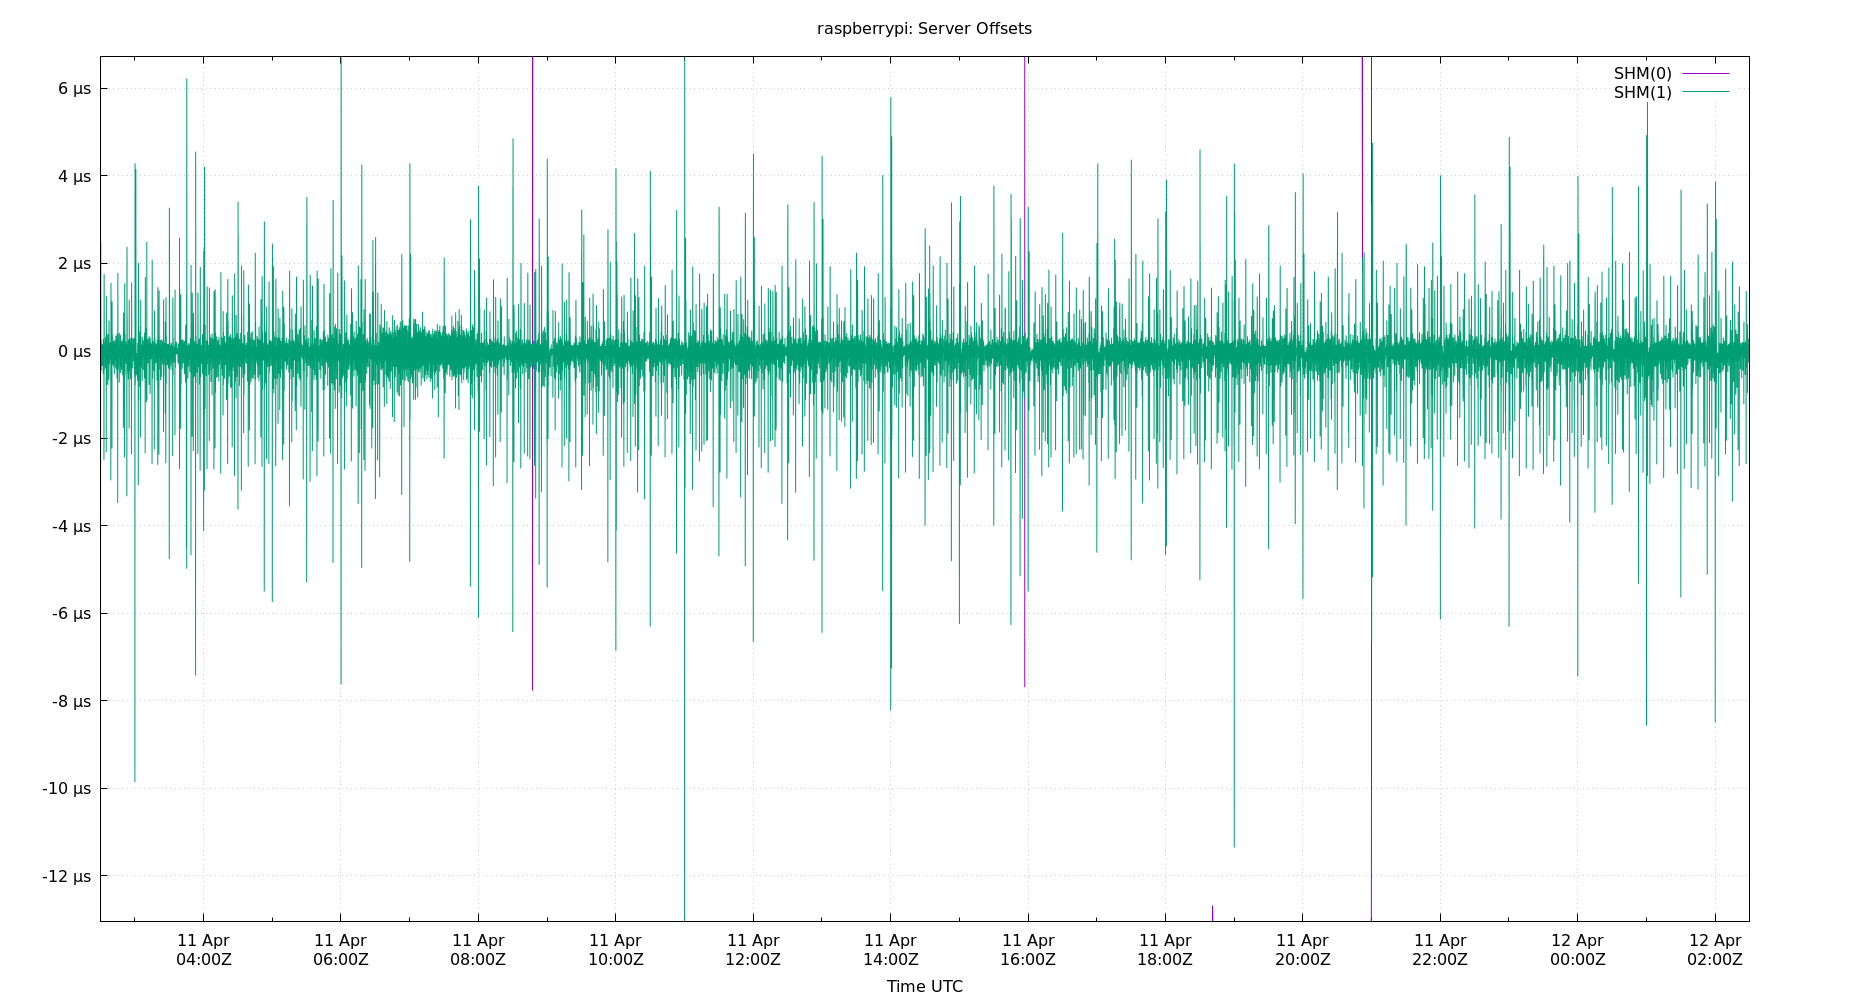 raspberrypi: Server Offsets
SHM(0)
SHM(1)
6 µs
4 µs
2 µs
0 µs
-2 µs
-4 µs
-6 µs
-8 µs
-10 µs
-12 µs
11 Apr 11 Apr 11 Apr 11 Apr 11 Apr 11 Apr 11 Apr 11 Apr 11 Apr 11 Apr 12 Apr 12 Apr
04:00Z 06:00Z 08:00Z 10:00Z 12:00Z 14:00Z 16:00Z 18:00Z 20:00Z 22:00Z 00:00Z 02:00Z
Time UTC